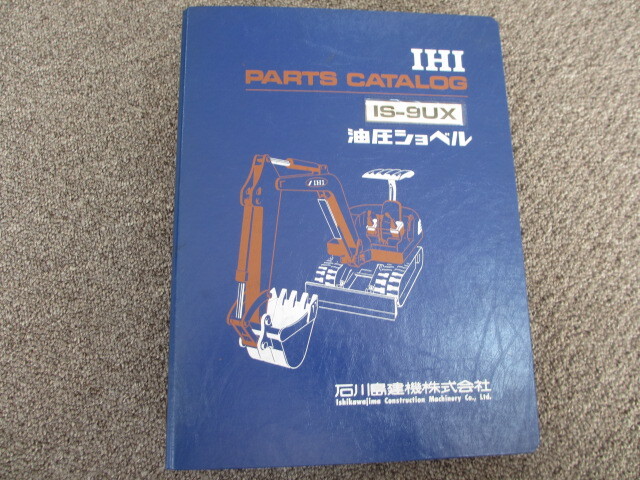 IHI
PARTS CATALOG
IS-9UX
油圧ショベル
IHI
石川島建機株式会社
Ishikawajima Construction Machinery Co., Ltd.